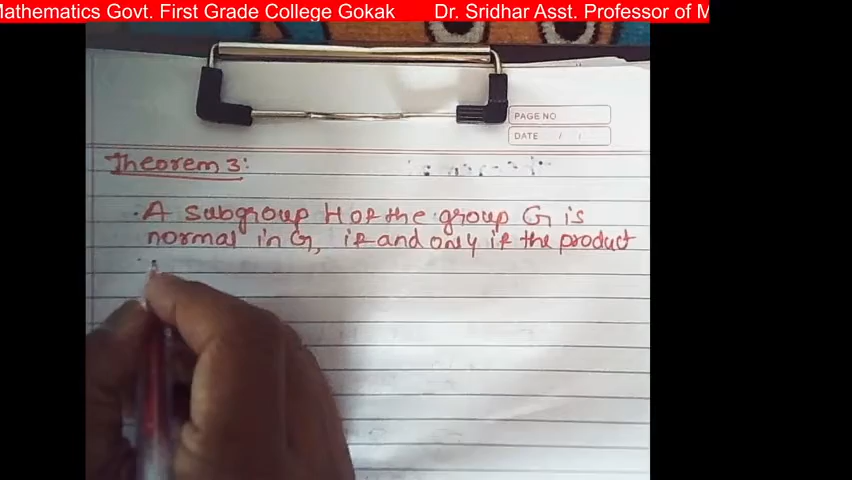 Mathematics Govt. First Grade College Gokak Dr. Sridhar Asst. Professor of M
PAGE NO
DATE / /
Theorem 3:
A subgroup H of the group G is
normal in G, if and only if the product